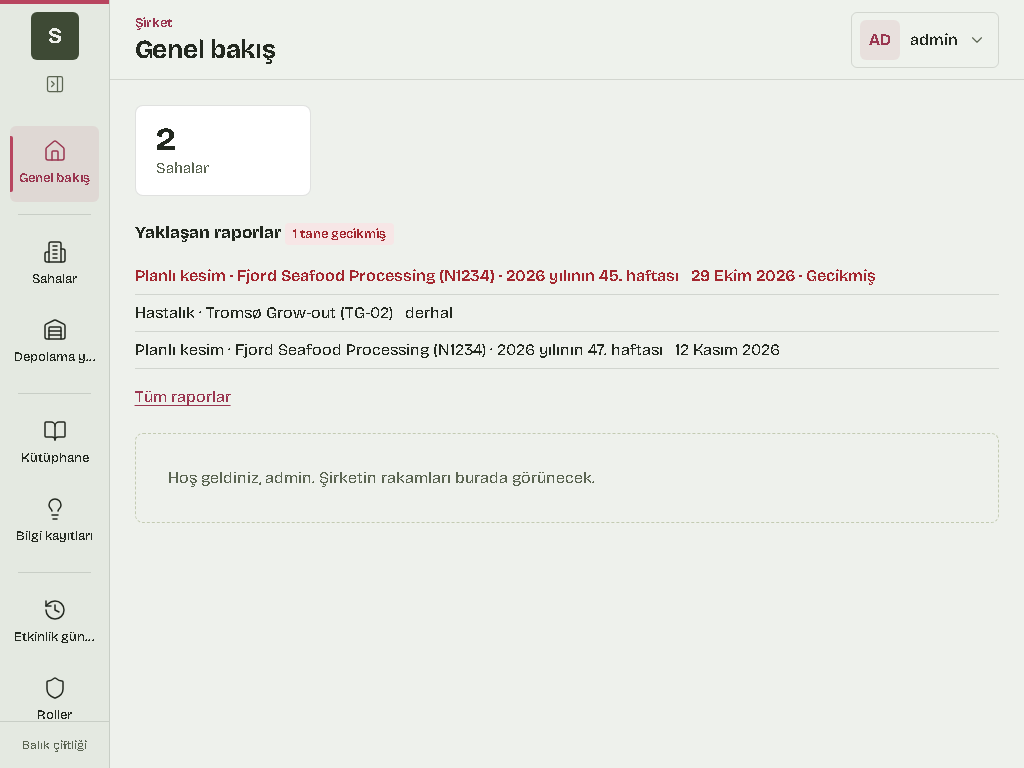 S
Genel bakış
Sahalar
Depolama y...
Kütüphane
Bilgi kayıtları
Etkinlik gün...
Roller
Balık çiftliği
Şirket
Genel bakış
AD admin
2
Sahalar
Yaklaşan raporlar 1 tane gecikmiş
Planlı kesim · Fjord Seafood Processing (N1234) · 2026 yılının 45. haftası 29 Ekim 2026 · Gecikmiş
Hastalık · Tromsø Grow-out (TG-02) derhal
Planlı kesim · Fjord Seafood Processing (N1234) · 2026 yılının 47. haftası 12 Kasım 2026
Tüm raporlar
Hoş geldiniz, admin. Şirketin rakamları burada görünecek.